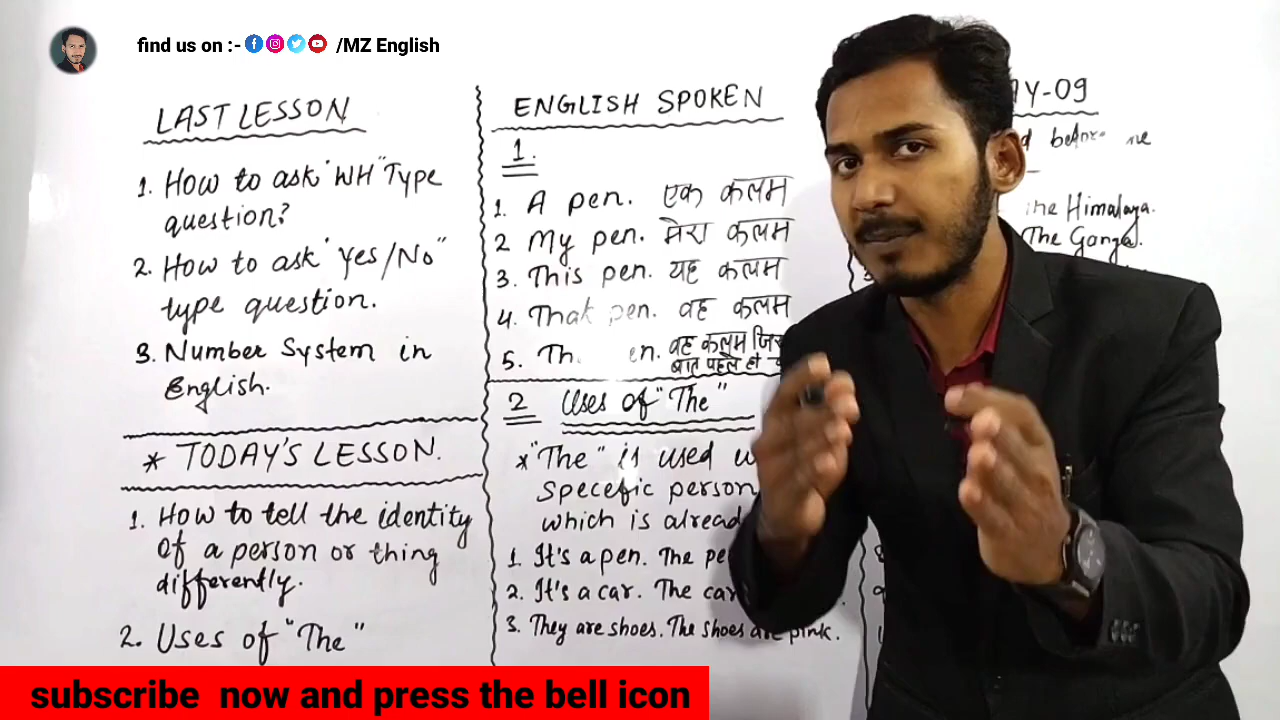 find us on :- /MZ English
LAST LESSON
1. How to ask "WH" Type
question?
2. How to ask "Yes/No"
type question.
3. Number System in
English.
* TODAY'S LESSON.
1. How to tell the identity
of a person or thing
differently.
2. Uses of "The"
ENGLISH SPOKEN
1.
1. A pen. एक कलम
2 My pen. मेरा कलम
3. This pen. यह कलम
4. That pen. वह कलम
5. वह कलम
बात पहले हो
2 Uses of "The"
* "The" is used
Specefic person
which is
1. It's a pen. The
2. It's a car. The car
3. They are shoes. The shoes are pink.
-09
The Himalaya.
The Ganga.
subscribe now and press the bell icon